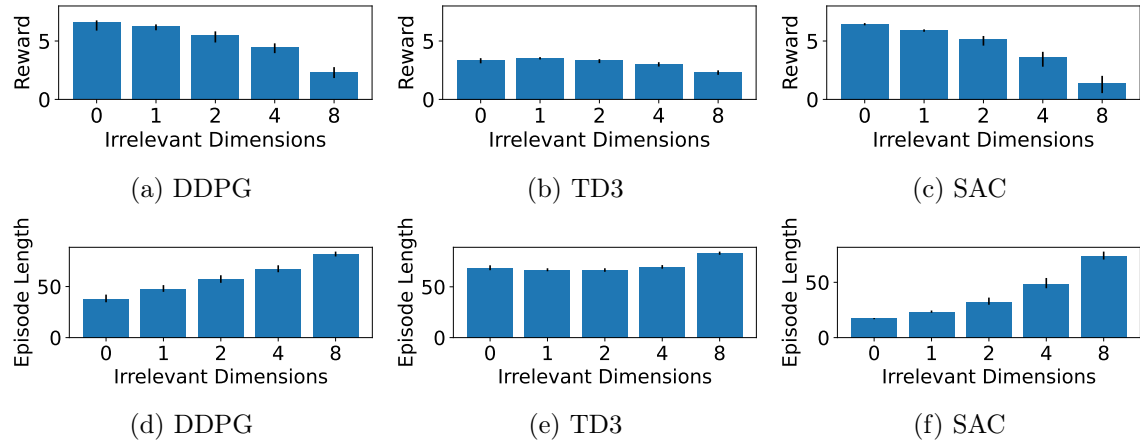 Reward
5
0
0 1 2 4 8
Irrelevant Dimensions
(a) DDPG
Reward
5
0
0 1 2 4 8
Irrelevant Dimensions
(b) TD3
Reward
5
0
0 1 2 4 8
Irrelevant Dimensions
(c) SAC
Episode Length
50
0
0 1 2 4 8
Irrelevant Dimensions
(d) DDPG
Episode Length
50
0
0 1 2 4 8
Irrelevant Dimensions
(e) TD3
Episode Length
50
0
0 1 2 4 8
Irrelevant Dimensions
(f) SAC